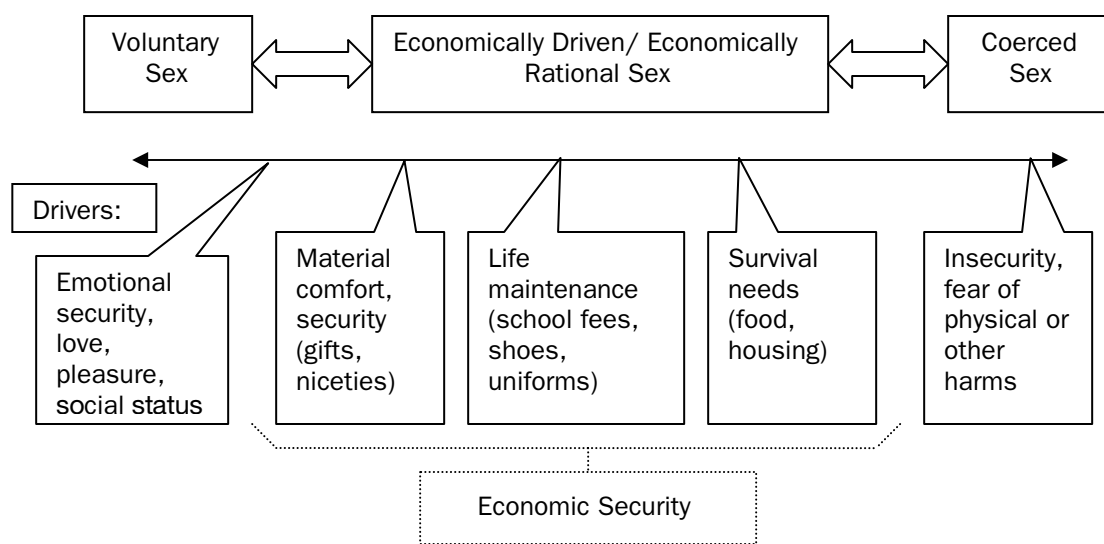 Voluntary
Sex
Economically Driven/ Economically
Rational Sex
Coerced
Sex
Drivers:
Emotional
security,
love,
pleasure,
social status
Material
comfort,
security
(gifts,
niceties)
Life
maintenance
(school fees,
shoes,
uniforms)
Survival
needs
(food,
housing)
Insecurity,
fear of
physical or
other
harms
Economic Security